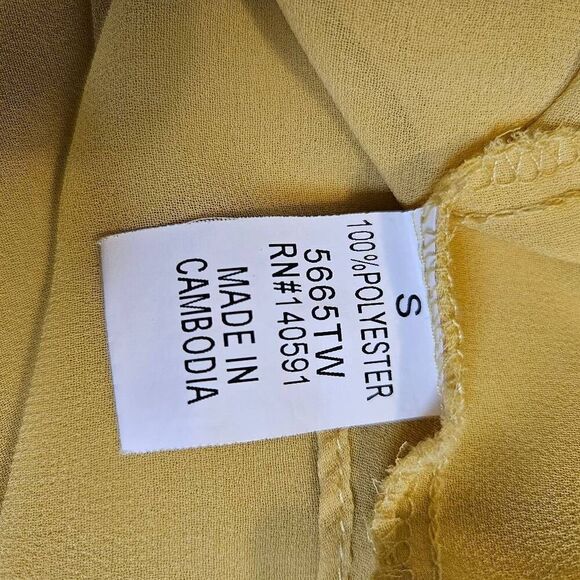 S
100%POLYESTER
5665TW
RN#140591
MADE IN
CAMBODIA